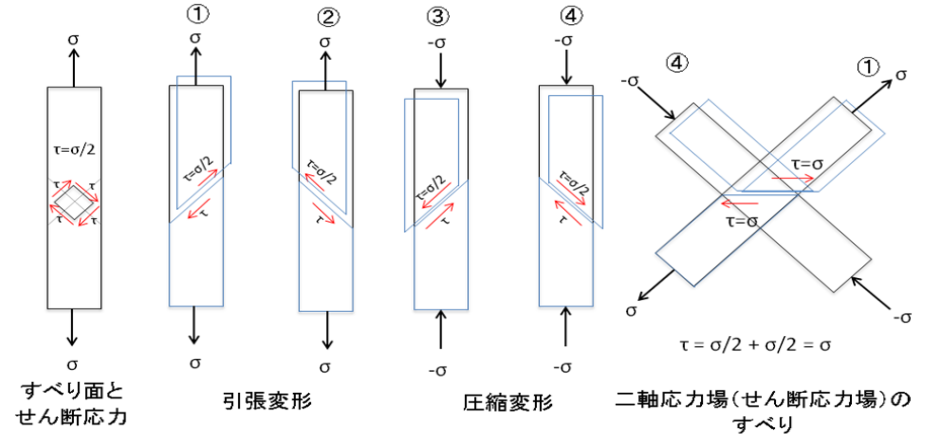 ①
②
③
④
σ
σ
σ
-σ
-σ
④
①
-σ
σ
τ=σ/2
τ
τ
τ
τ
τ=σ/2
τ
τ=σ/2
τ
τ=σ/2
τ
τ=σ/2
τ
τ=σ
τ=σ
σ
-σ
σ
σ
σ
-σ
-σ
τ = σ/2 + σ/2 = σ
すべり面と
せん断応力
引張変形
圧縮変形
二軸応力場(せん断応力場)の
すべり